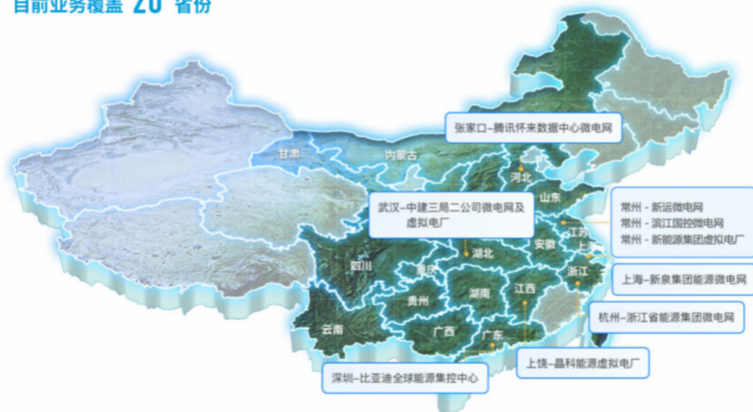 目前业务覆盖 20 省份
张家口-腾讯怀来数据中心微电网
甘肃
内蒙古
河北
山东
武汉-中建三局二公司微电网及
虚拟电厂
常州 - 新运微电网
常州 - 滨江国控微电网
常州 - 新能源集团虚拟电厂
江苏
上海
安徽
湖北
四川
重庆
浙江
上海-新泉集团能源微电网
江西
湖南
贵州
杭州-浙江省能源集团微电网
云南
广西
广东
上饶-晶科能源虚拟电厂
深圳-比亚迪全球能源集控中心